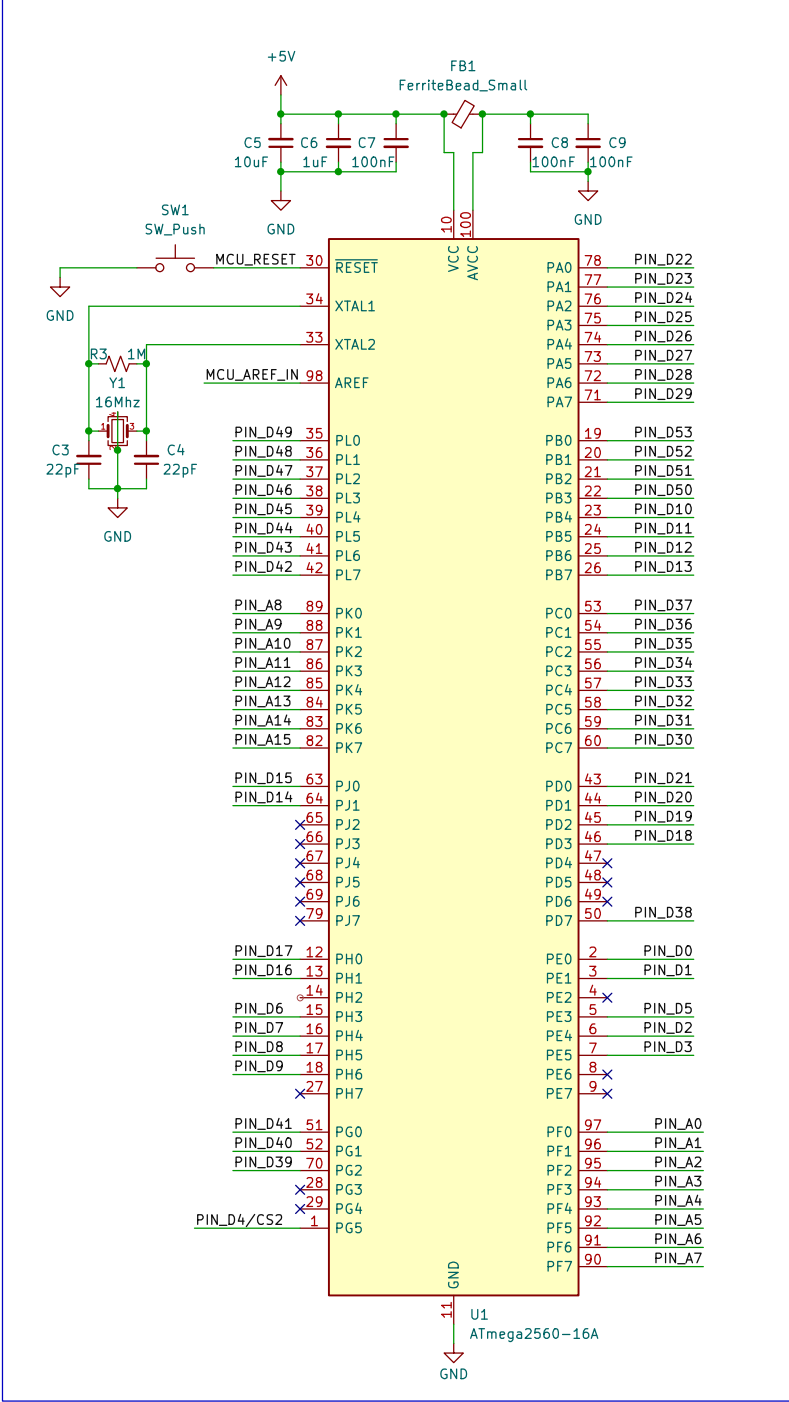 +5V
FB1
FerriteBead_Small
C5 C6 C7 C8 C9
10uF 1uF 100nF 100nF 100nF
GND
GND
SW1
SW_Push
10 100
VCC AVCC
MCU_RESET 30 RESET PA0 78 PIN_D22
PA1 77 PIN_D23
GND
34 XTAL1 PA2 76 PIN_D24
PA3 75 PIN_D25
33 XTAL2 PA4 74 PIN_D26
R3 1M
PA5 73 PIN_D27
Y1
MCU_AREF_IN 98 AREF PA6 72 PIN_D28
16Mhz
PA7 71 PIN_D29
1 3
PIN_D49 35 PL0 PB0 19 PIN_D53
C3 C4
PIN_D48 36 PL1 PB1 20 PIN_D52
22pF 22pF
PIN_D47 37 PL2 PB2 21 PIN_D51
PIN_D46 38 PL3 PB3 22 PIN_D50
PIN_D45 39 PL4 PB4 23 PIN_D10
GND
PIN_D44 40 PL5 PB5 24 PIN_D11
PIN_D43 41 PL6 PB6 25 PIN_D12
PIN_D42 42 PL7 PB7 26 PIN_D13
PIN_A8 89 PK0 PC0 53 PIN_D37
PIN_A9 88 PK1 PC1 54 PIN_D36
PIN_A10 87 PK2 PC2 55 PIN_D35
PIN_A11 86 PK3 PC3 56 PIN_D34
PIN_A12 85 PK4 PC4 57 PIN_D33
PIN_A13 84 PK5 PC5 58 PIN_D32
PIN_A14 83 PK6 PC6 59 PIN_D31
PIN_A15 82 PK7 PC7 60 PIN_D30
PIN_D15 63 PJ0 PD0 43 PIN_D21
PIN_D14 64 PJ1 PD1 44 PIN_D20
65 PJ2 PD2 45 PIN_D19
66 PJ3 PD3 46 PIN_D18
67 PJ4 PD4 47
68 PJ5 PD5 48
69 PJ6 PD6 49
79 PJ7 PD7 50 PIN_D38
PIN_D17 12 PH0 PE0 2 PIN_D0
PIN_D16 13 PH1 PE1 3 PIN_D1
14 PH2 PE2 4
PIN_D6 15 PH3 PE3 5 PIN_D5
PIN_D7 16 PH4 PE4 6 PIN_D2
PIN_D8 17 PH5 PE5 7 PIN_D3
PIN_D9 18 PH6 PE6 8
27 PH7 PE7 9
PIN_D41 51 PG0 PF0 97 PIN_A0
PIN_D40 52 PG1 PF1 96 PIN_A1
PIN_D39 70 PG2 PF2 95 PIN_A2
28 PG3 PF3 94 PIN_A3
29 PG4 PF4 93 PIN_A4
PIN_D4/CS2 1 PG5 PF5 92 PIN_A5
PF6 91 PIN_A6
PF7 90 PIN_A7
GND
11
U1
ATmega2560-16A
GND